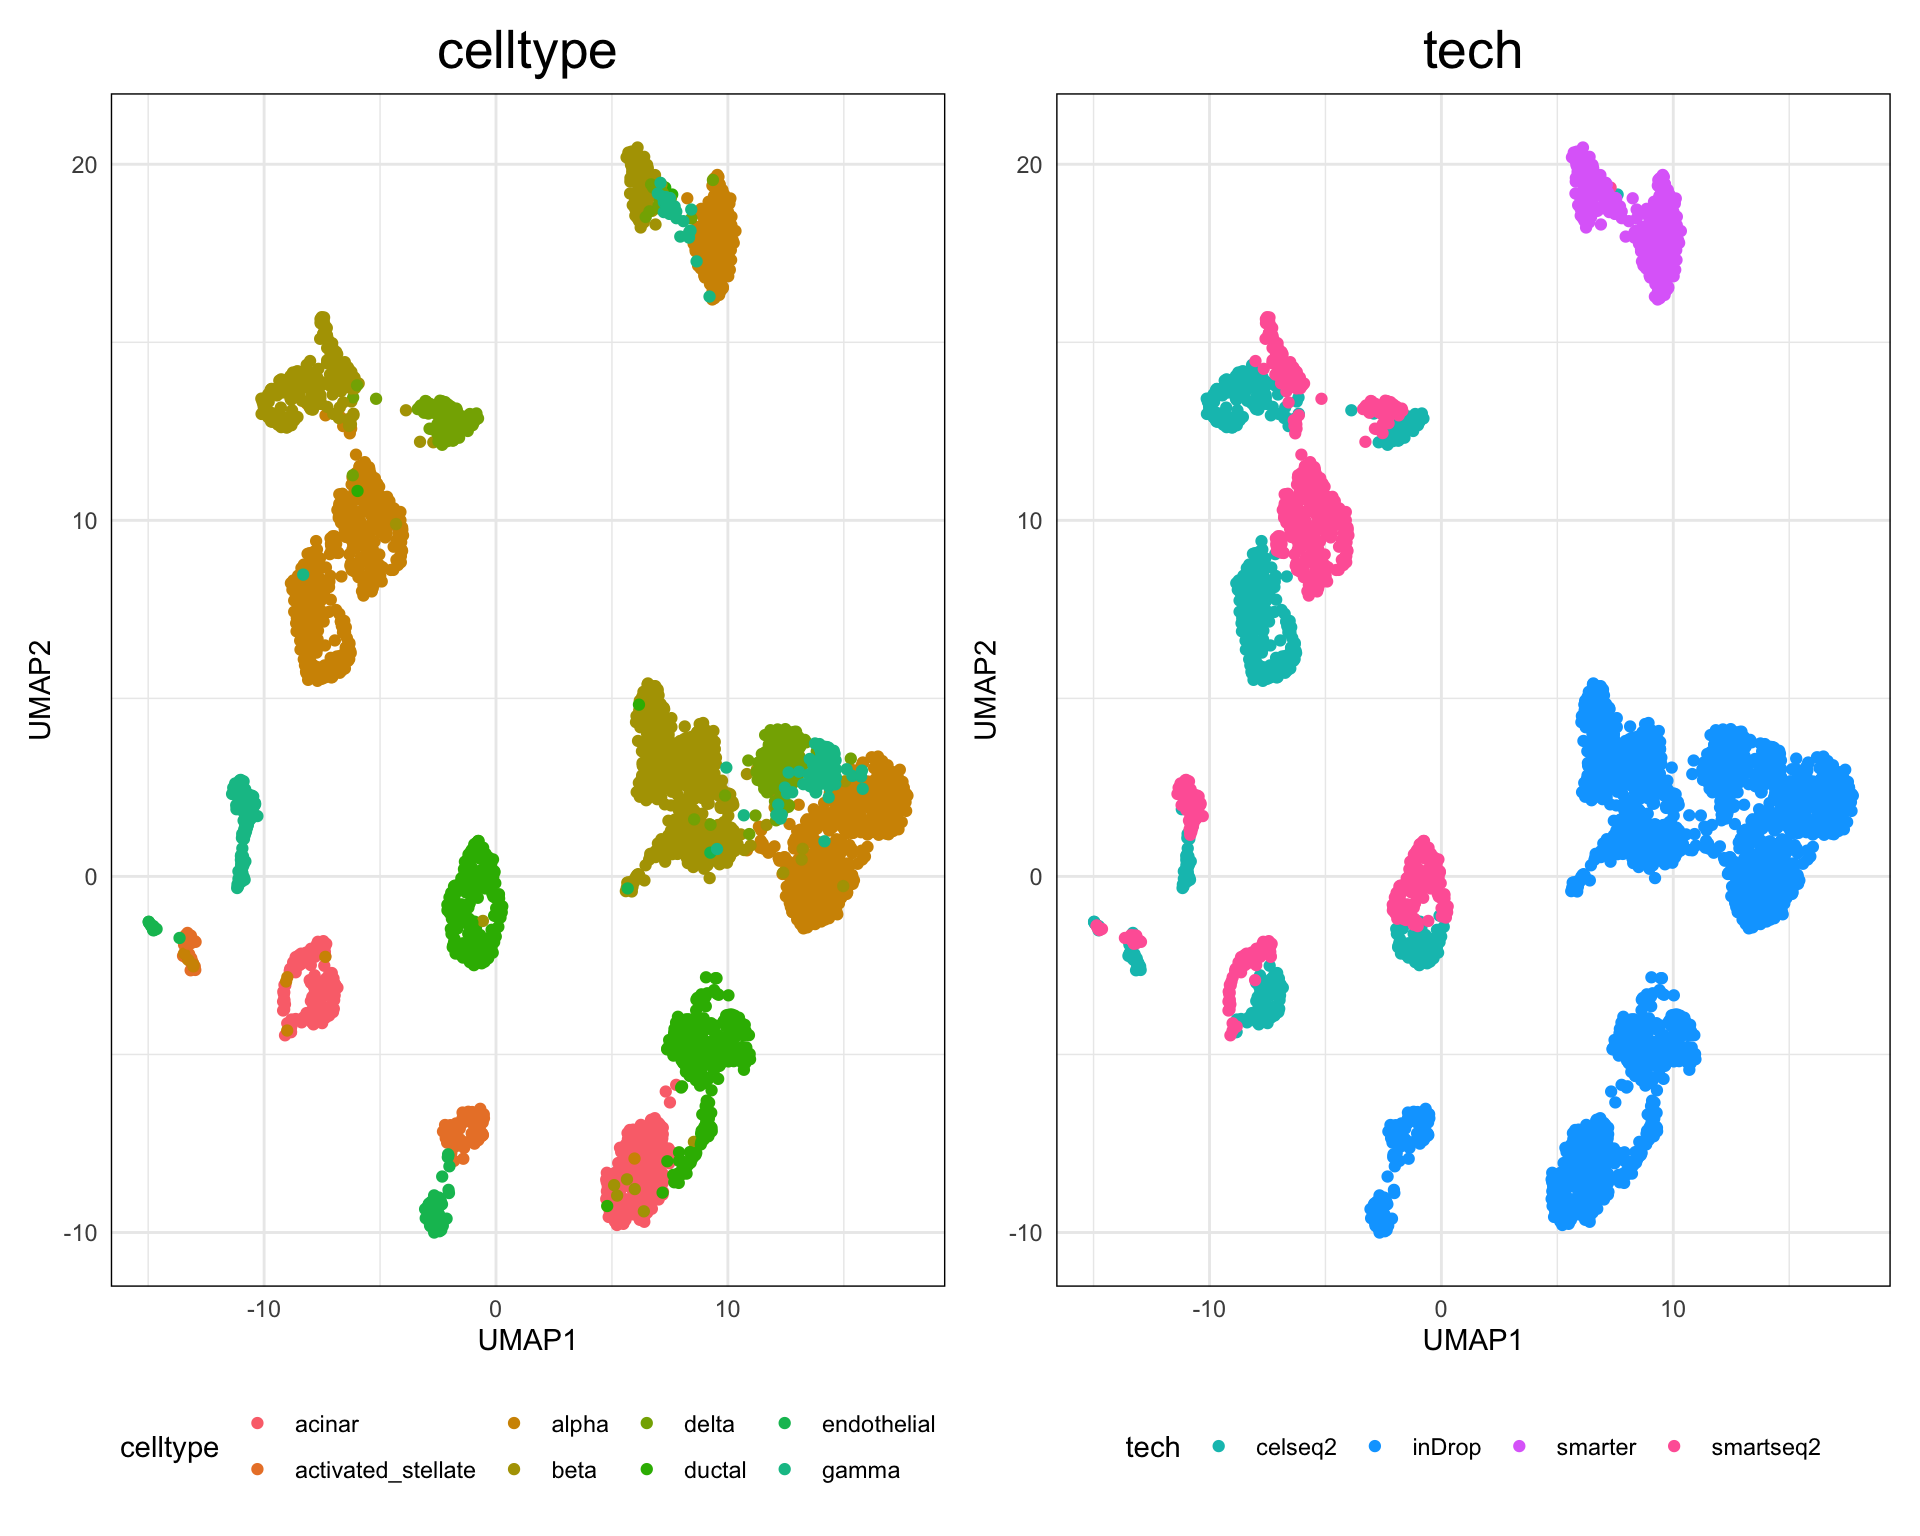 celltype
tech
20
10
0
-10
UMAP2
-10
0
10
UMAP1
20
10
0
-10
UMAP2
-10
0
10
UMAP1
celltype
acinar
alpha
delta
endothelial
activated_stellate
beta
ductal
gamma
tech
celseq2
inDrop
smarter
smartseq2